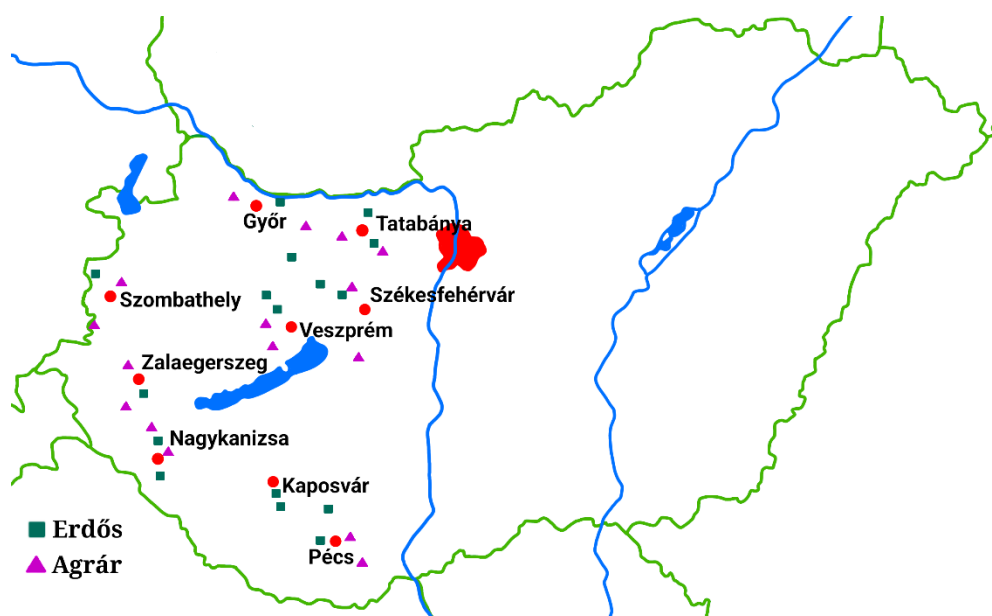 Győr
Tatabánya
Szombathely
Székesfehérvár
Veszprém
Zalaegerszeg
Nagykanizsa
Kaposvár
Pécs
Erdős
Agrár